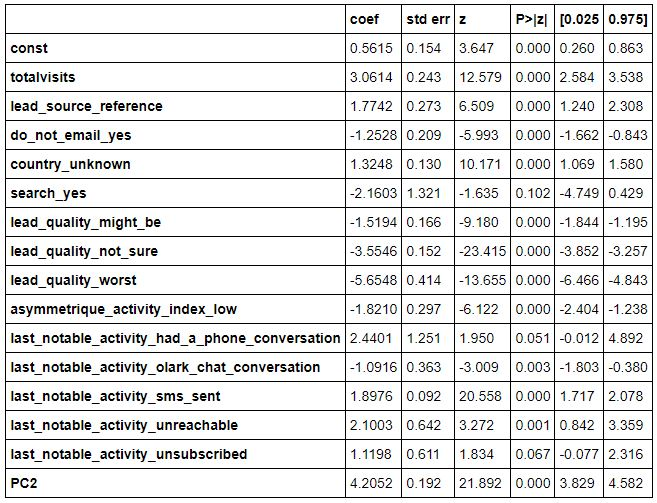 coef std err z P>|z| [0.025 0.975]
const 0.5615 0.154 3.647 0.000 0.260 0.863
totalvisits 3.0614 0.243 12.579 0.000 2.584 3.538
lead_source_reference 1.7742 0.273 6.509 0.000 1.240 2.308
do_not_email_yes -1.2528 0.209 -5.993 0.000 -1.662 -0.843
country_unknown 1.3248 0.130 10.171 0.000 1.069 1.580
search_yes -2.1603 1.321 -1.635 0.102 -4.749 0.429
lead_quality_might_be -1.5194 0.166 -9.180 0.000 -1.844 -1.195
lead_quality_not_sure -3.5546 0.152 -23.415 0.000 -3.852 -3.257
lead_quality_worst -5.6548 0.414 -13.655 0.000 -6.466 -4.843
asymmetrique_activity_index_low -1.8210 0.297 -6.122 0.000 -2.404 -1.238
last_notable_activity_had_a_phone_conversation 2.4401 1.251 1.950 0.051 -0.012 4.892
last_notable_activity_olark_chat_conversation -1.0916 0.363 -3.009 0.003 -1.803 -0.380
last_notable_activity_sms_sent 1.8976 0.092 20.558 0.000 1.717 2.078
last_notable_activity_unreachable 2.1003 0.642 3.272 0.001 0.842 3.359
last_notable_activity_unsubscribed 1.1198 0.611 1.834 0.067 -0.077 2.316
PC2 4.2052 0.192 21.892 0.000 3.829 4.582